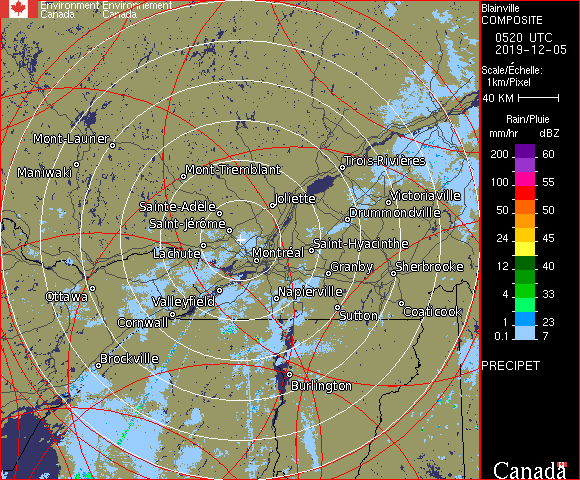 Environment Environnement
Canada Canada
Mont-Laurier
Maniwaki
Mont-Tremblant
Trois-Rivières
Sainte-Adèle
Joliette
Victoriaville
Saint-Jérôme
Drummondville
Lachute
Montréal
Saint-Hyacinthe
Granby
Sherbrooke
Ottawa
Valleyfield
Napierville
Cornwall
Sutton
Coaticook
Brockville
Burlington
Blainville
COMPOSITE
0520 UTC
2019-12-05
Scale/Échelle:
1km/Pixel
40 KM
Rain/Pluie
mm/hr dBZ
200 60
100 55
50 50
24 45
12 40
4 33
1 23
0.1 7
PRECIPET
Canada